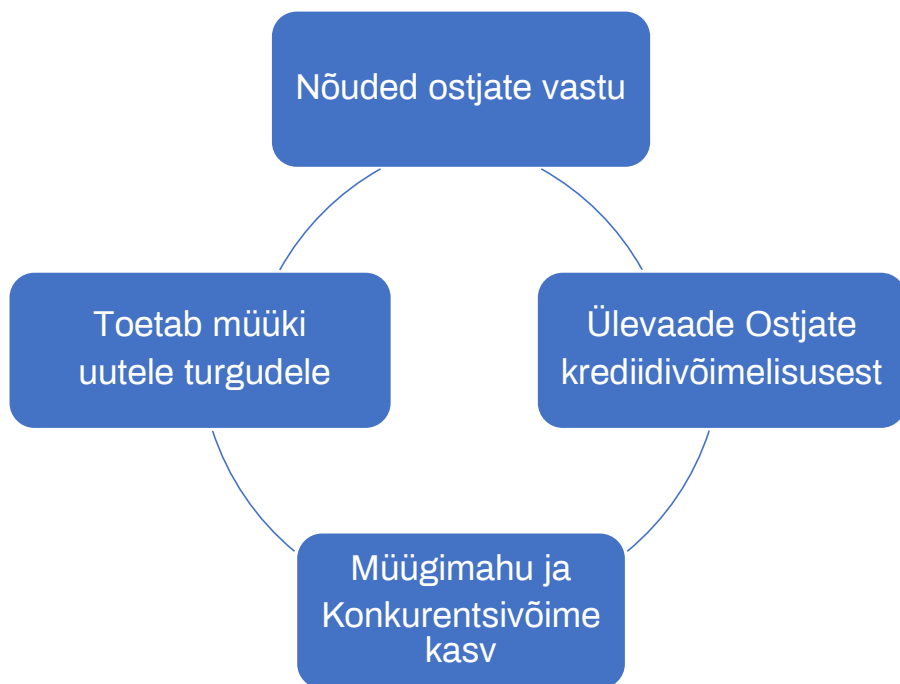 Nõuded ostjate vastu
Toetab müüki
uutele turgudele
Ülevaade Ostjate
krediidivõimelisusest
Müügimahu ja
Konkurentsivõime
kasv